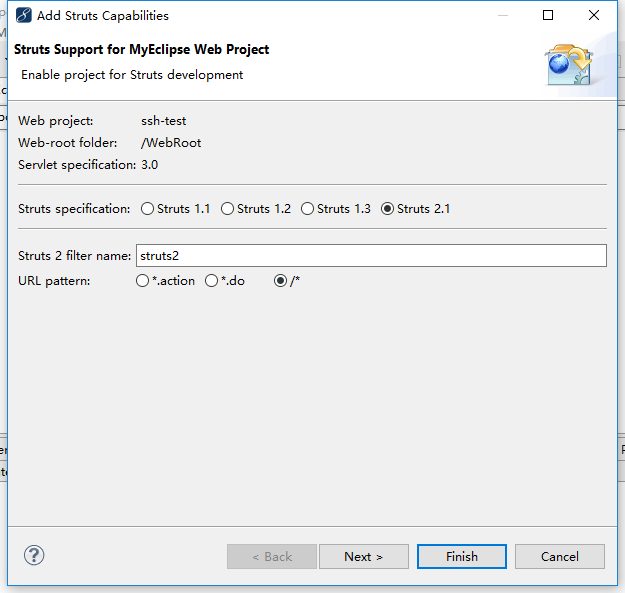 Add Struts Capabilities
Struts Support for MyEclipse Web Project
Enable project for Struts development
Web project: ssh-test
Web-root folder: /WebRoot
Servlet specification: 3.0
Struts specification: Struts 1.1 Struts 1.2 Struts 1.3 Struts 2.1
Struts 2 filter name: struts2
URL pattern: *.action *.do /*
? < Back Next > Finish Cancel